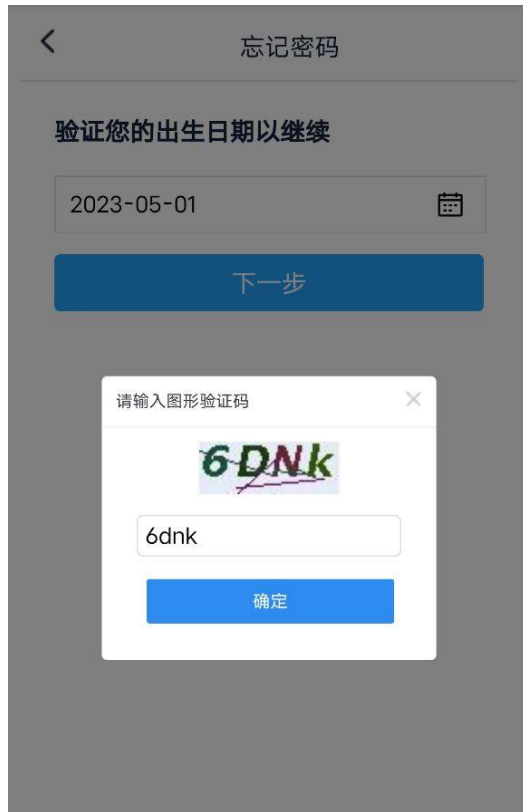 忘记密码
验证您的出生日期以继续
2023-05-01
下一步
请输入图形验证码
6DNk
6dnk
确定